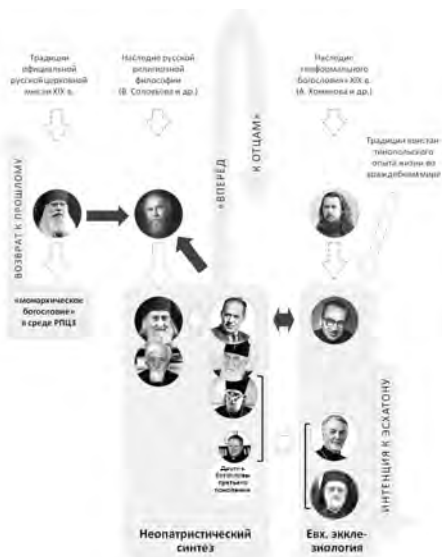 Традиции
официальной
русской церковной
мысли XIX в.
Наследие русской
религиозной
философии
(В. Соловьева и др.)
Наследие
«неформального
богословия» XIX в.
(А. Хомякова и др.)
«ВПЕРЕД
К ОТЦАМ»
Традиции констан-
тинопольского
опыта жизни во
враждебном мире
ВОЗВРАТ К ПРОШЛОМУ
«монархическое
богословие»
в среде РПЦЗ
Другие
богословы
третьего
поколения
ИНТЕНЦИЯ К ЭСХАТОНУ
Неопатристический
синтез
Евх. эккле-
зиология